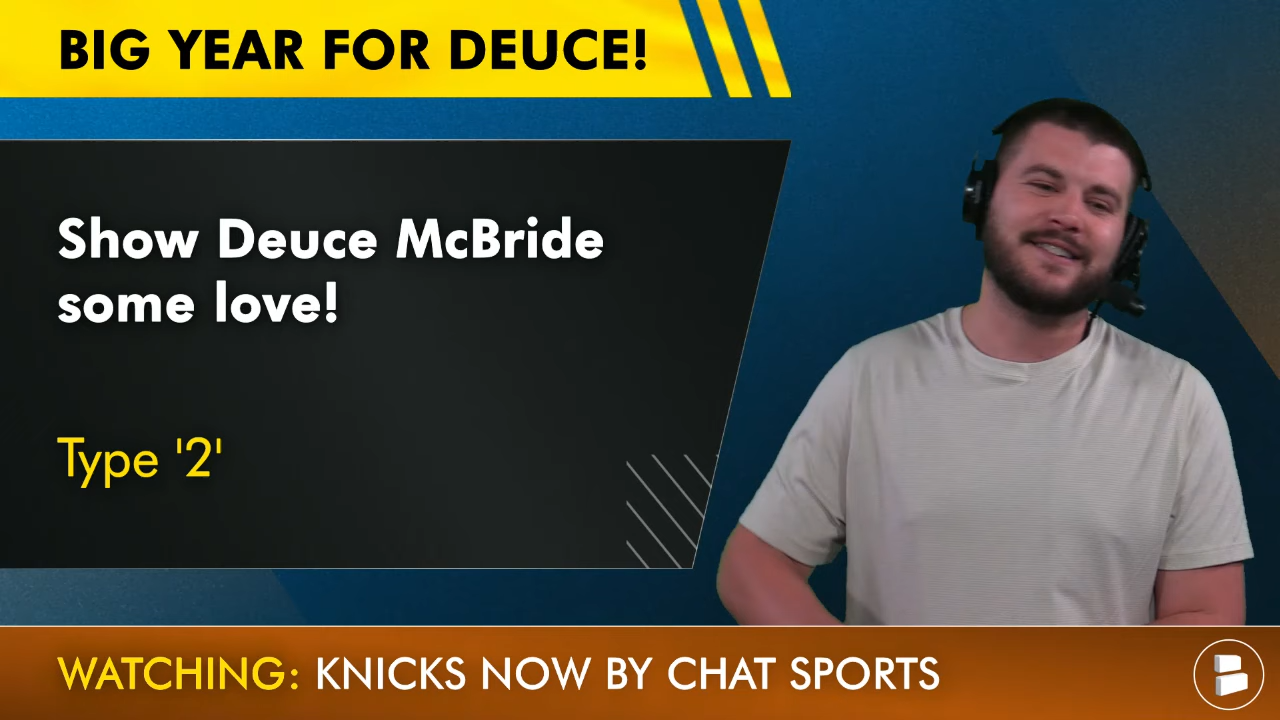 BIG YEAR FOR DEUCE!
Show Deuce McBride
some love!
Type '2'
WATCHING: KNICKS NOW BY CHAT SPORTS